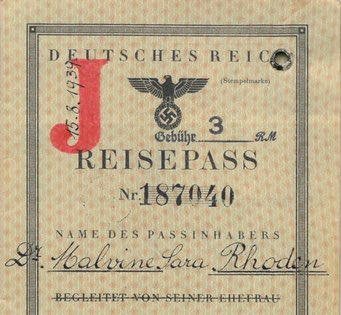 DEUTSCHES REICH
(Stempelmarke)
J
15.8.1939
Gebühr 3 RM
REISEPASS
Nr. 187040
NAME DES PASSINHABERS
Dr. Malvine Sara Rhoden
BEGLEITET VON SEINER EHEFRAU